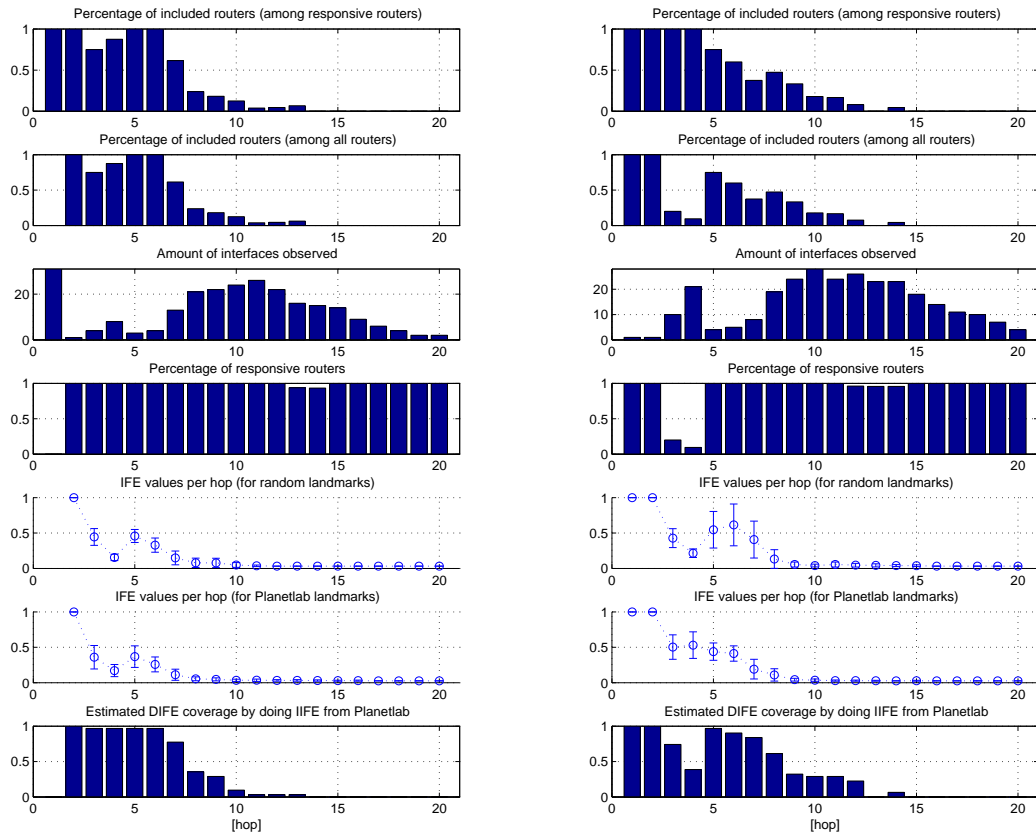 Percentage of included routers (among responsive routers)
1
0.5
0
0 5 10 15 20
Percentage of included routers (among all routers)
1
0.5
0
0 5 10 15 20
Amount of interfaces observed
20
0
0 5 10 15 20
Percentage of responsive routers
1
0.5
0
0 5 10 15 20
IFE values per hop (for random landmarks)
1
0.5
0
0 5 10 15 20
IFE values per hop (for Planetlab landmarks)
1
0.5
0
0 5 10 15 20
Estimated DIFE coverage by doing IIFE from Planetlab
1
0.5
0
0 5 10 15 20
[hop]
Percentage of included routers (among responsive routers)
1
0.5
0
0 5 10 15 20
Percentage of included routers (among all routers)
1
0.5
0
0 5 10 15 20
Amount of interfaces observed
20
10
0
0 5 10 15 20
Percentage of responsive routers
1
0.5
0
0 5 10 15 20
IFE values per hop (for random landmarks)
1
0.5
0
0 5 10 15 20
IFE values per hop (for Planetlab landmarks)
1
0.5
0
0 5 10 15 20
Estimated DIFE coverage by doing IIFE from Planetlab
1
0.5
0
0 5 10 15 20
[hop]